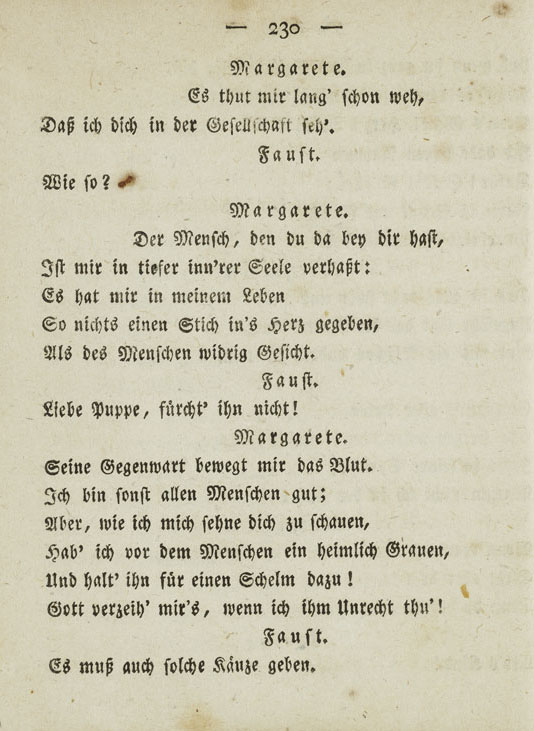 — 230 —
Margarete.
Es thut mir lang' schon weh,
Daß ich dich in der Gesellschaft seh'.
Faust.
Wie so?
Margarete.
Der Mensch, den du da bey dir hast,
Ist mir in tiefer inn'rer Seele verhaßt:
Es hat mir in meinem Leben
So nichts einen Stich in's Herz gegeben,
Als des Menschen widrig Gesicht.
Faust.
Liebe Puppe, fürcht' ihn nicht!
Margarete.
Seine Gegenwart bewegt mir das Blut.
Ich bin sonst allen Menschen gut;
Aber, wie ich mich sehne dich zu schauen,
Hab' ich vor dem Menschen ein heimlich Grauen,
Und halt' ihn für einen Schelm dazu!
Gott verzeih' mir's, wenn ich ihm Unrecht thu'!
Faust.
Es muß auch solche Käuze geben.